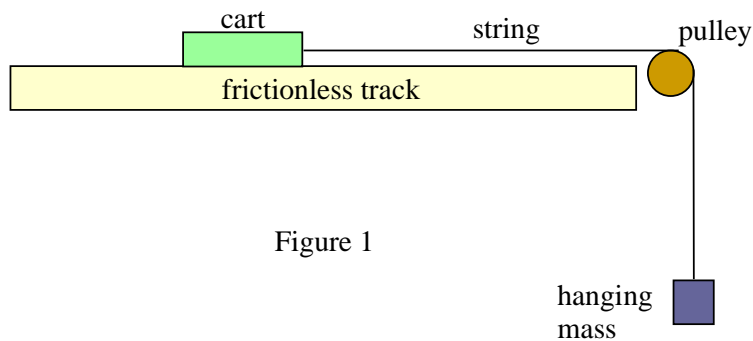 cart
string
pulley
frictionless track
Figure 1
hanging
mass